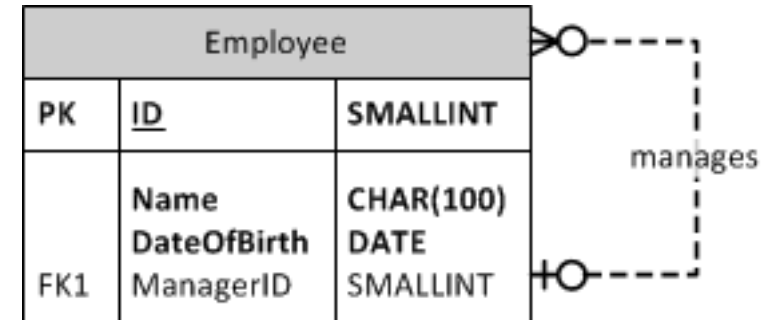 Employee
PK ID SMALLINT
manages
Name CHAR(100)
DateOfBirth DATE
FK1 ManagerID SMALLINT